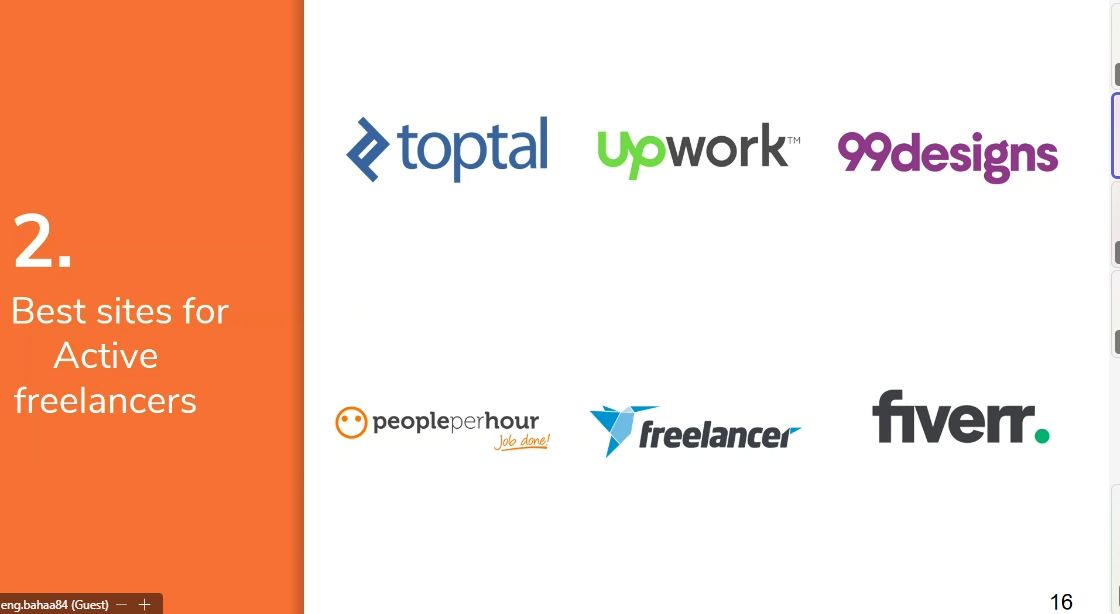 2.
Best sites for
Active
freelancers
toptal
upwork™
99designs
peopleperhour
Job done!
freelancer
fiverr.
eng.bahaa84 (Guest)
16